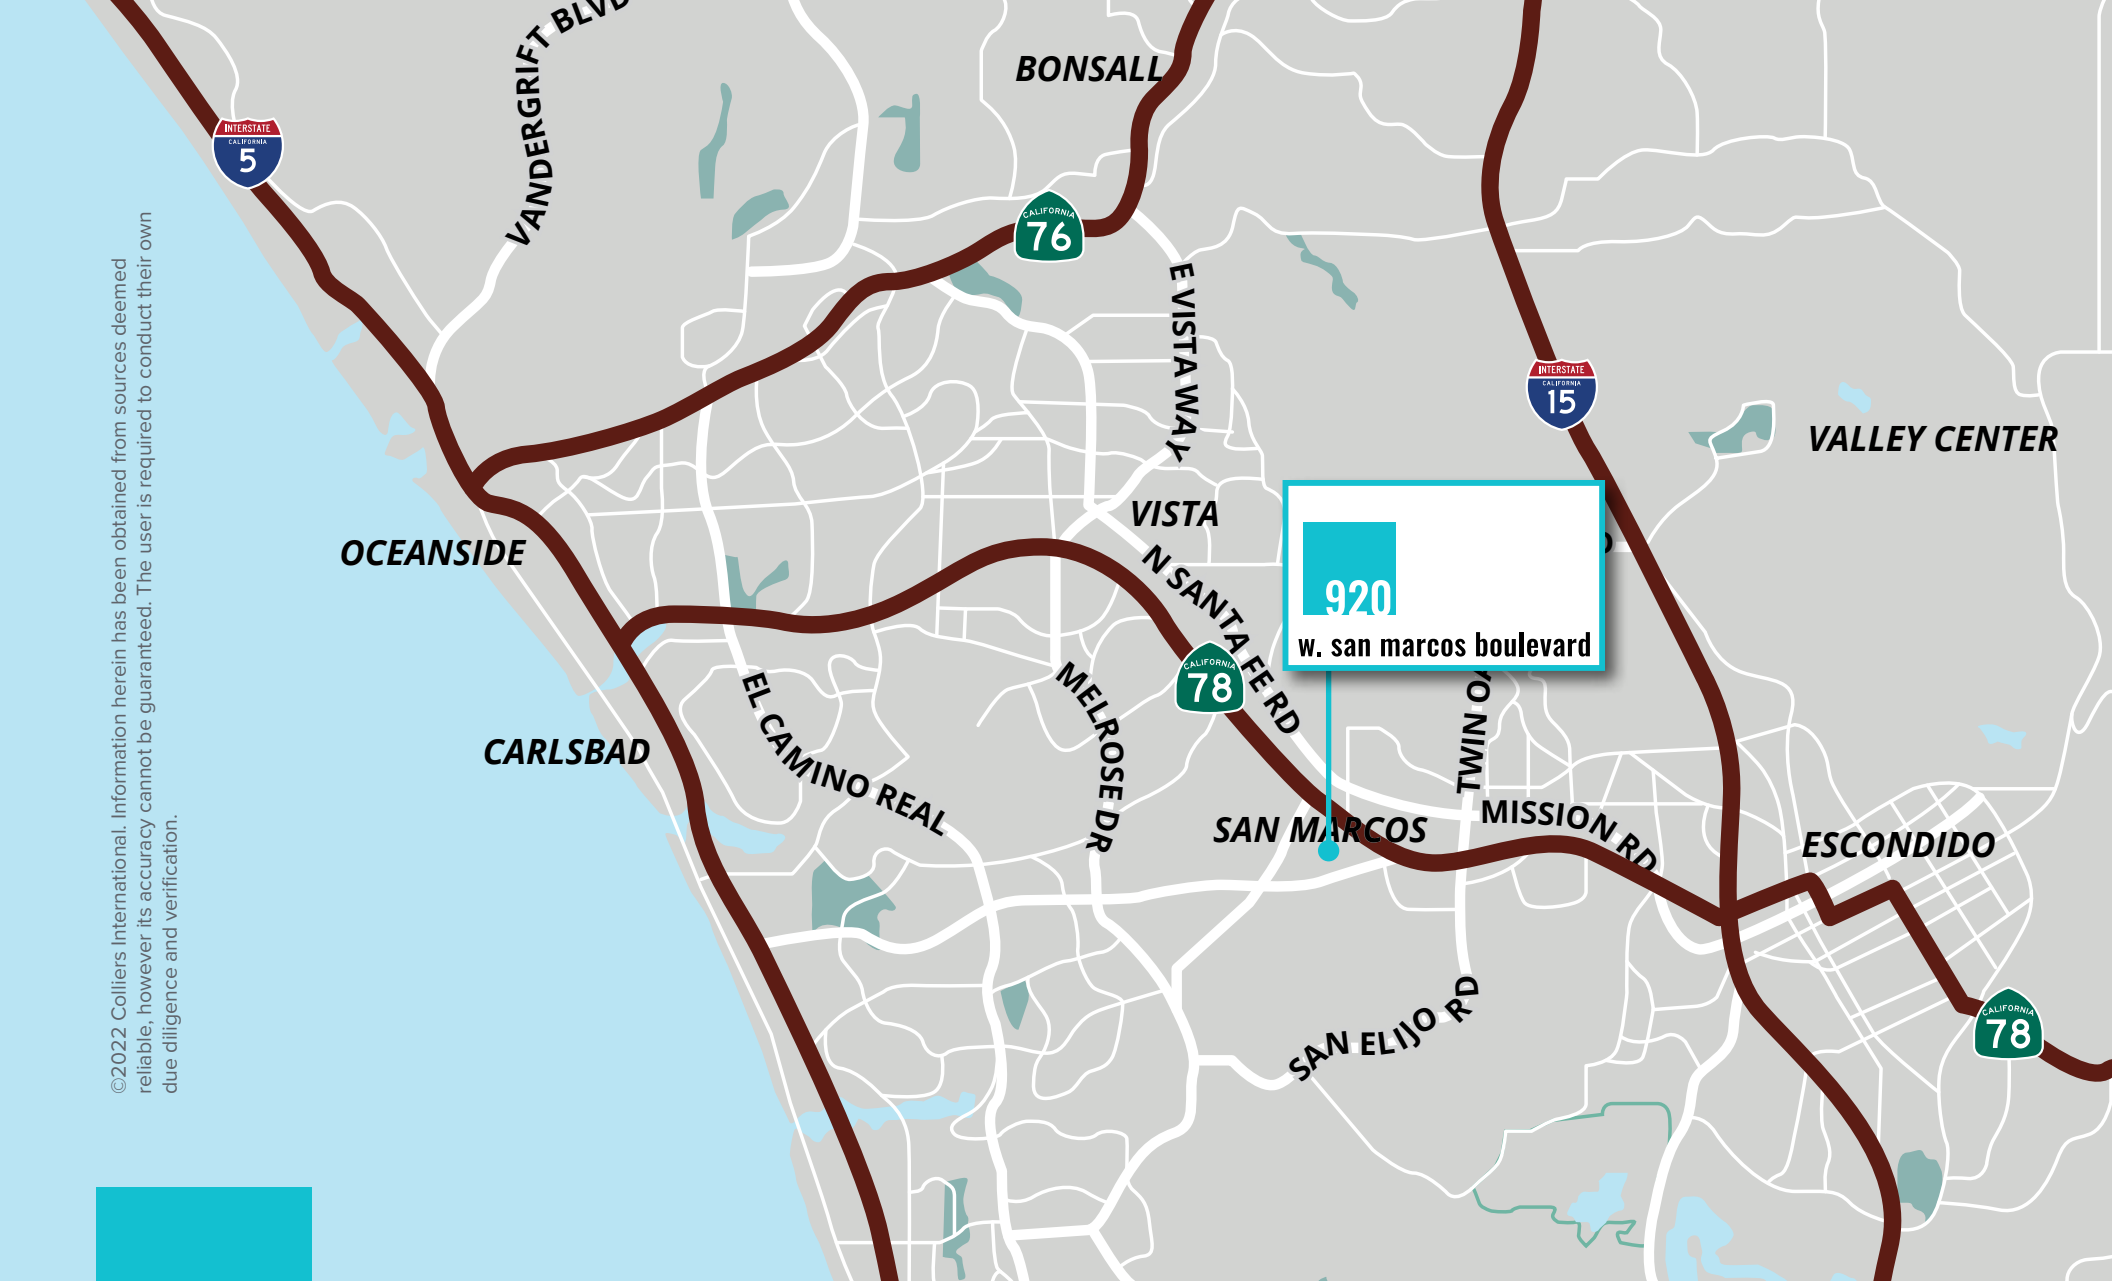 VANDERGRIFT BLVD
BONSALL
INTERSTATE
CALIFORNIA
5
CALIFORNIA
76
E VISTA WAY
INTERSTATE
CALIFORNIA
15
VALLEY CENTER
OCEANSIDE
VISTA
N SANTA FE RD
920
w. san marcos boulevard
CALIFORNIA
78
TWIN
EL CAMINO REAL
MELROSE DR
CARLSBAD
SAN MARCOS
MISSION RD
ESCONDIDO
SAN ELIJO RD
CALIFORNIA
78
©2022 Colliers International. Information herein has been obtained from sources deemed
reliable, however its accuracy cannot be guaranteed. The user is required to conduct their own
due diligence and verification.